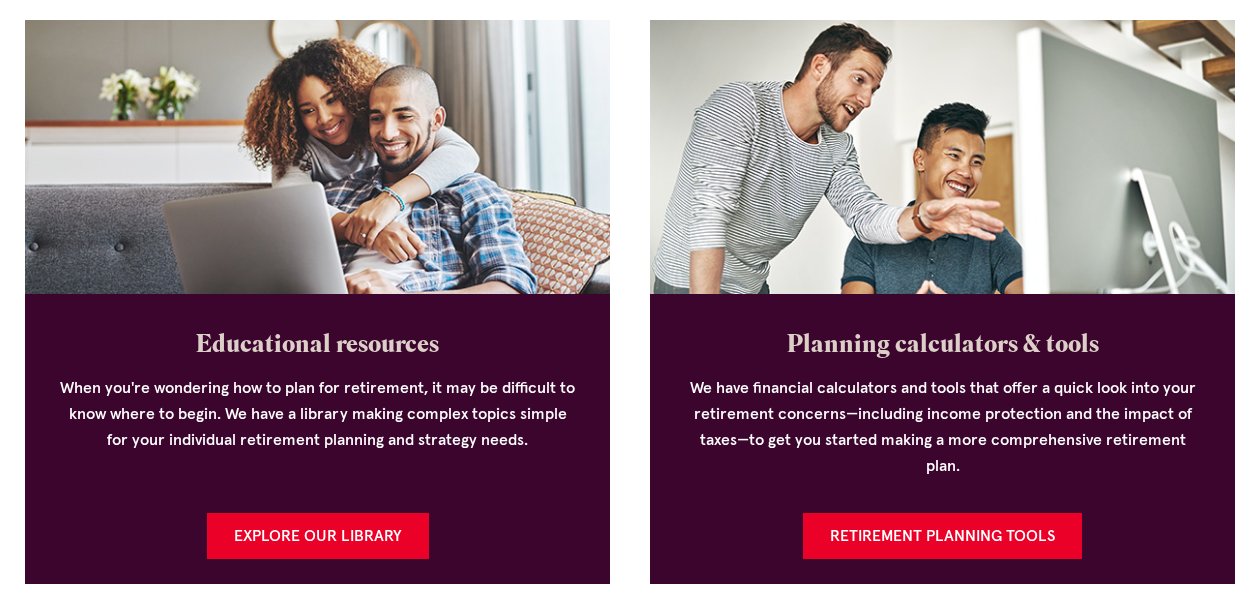 Educational resources
When you're wondering how to plan for retirement, it may be difficult to
know where to begin. We have a library making complex topics simple
for your individual retirement planning and strategy needs.
EXPLORE OUR LIBRARY
Planning calculators & tools
We have financial calculators and tools that offer a quick look into your
retirement concerns—including income protection and the impact of
taxes—to get you started making a more comprehensive retirement
plan.
RETIREMENT PLANNING TOOLS